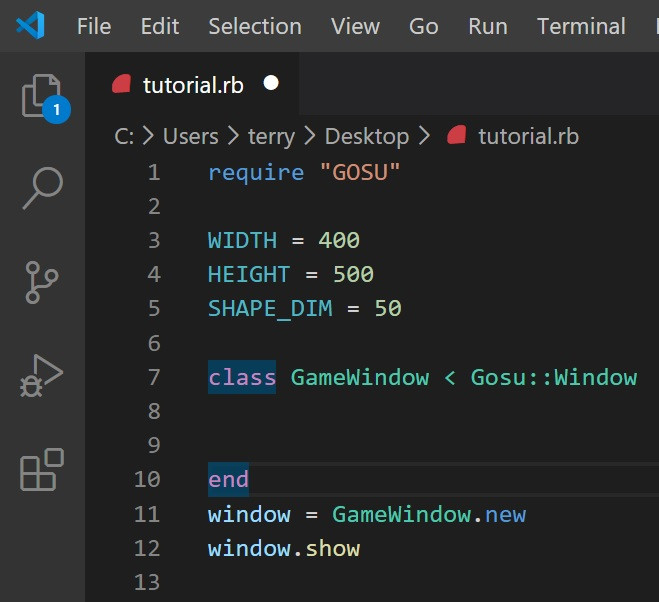 File Edit Selection View Go Run Terminal
tutorial.rb
1
C: > Users > terry > Desktop > tutorial.rb
1 require "GOSU"
2
3 WIDTH = 400
4 HEIGHT = 500
5 SHAPE_DIM = 50
6
7 class GameWindow < Gosu::Window
8
9
10 end
11 window = GameWindow.new
12 window.show
13